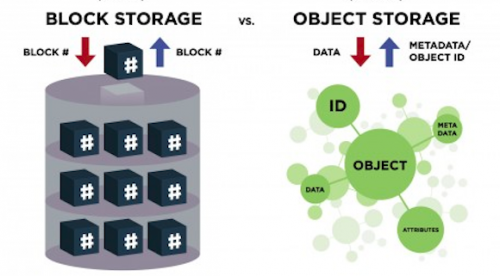 BLOCK STORAGE
vs.
OBJECT STORAGE
BLOCK #
BLOCK #
#
# # #
# # #
# # #
DATA
METADATA/
OBJECT ID
ID
META
DATA
OBJECT
DATA
ATTRIBUTES